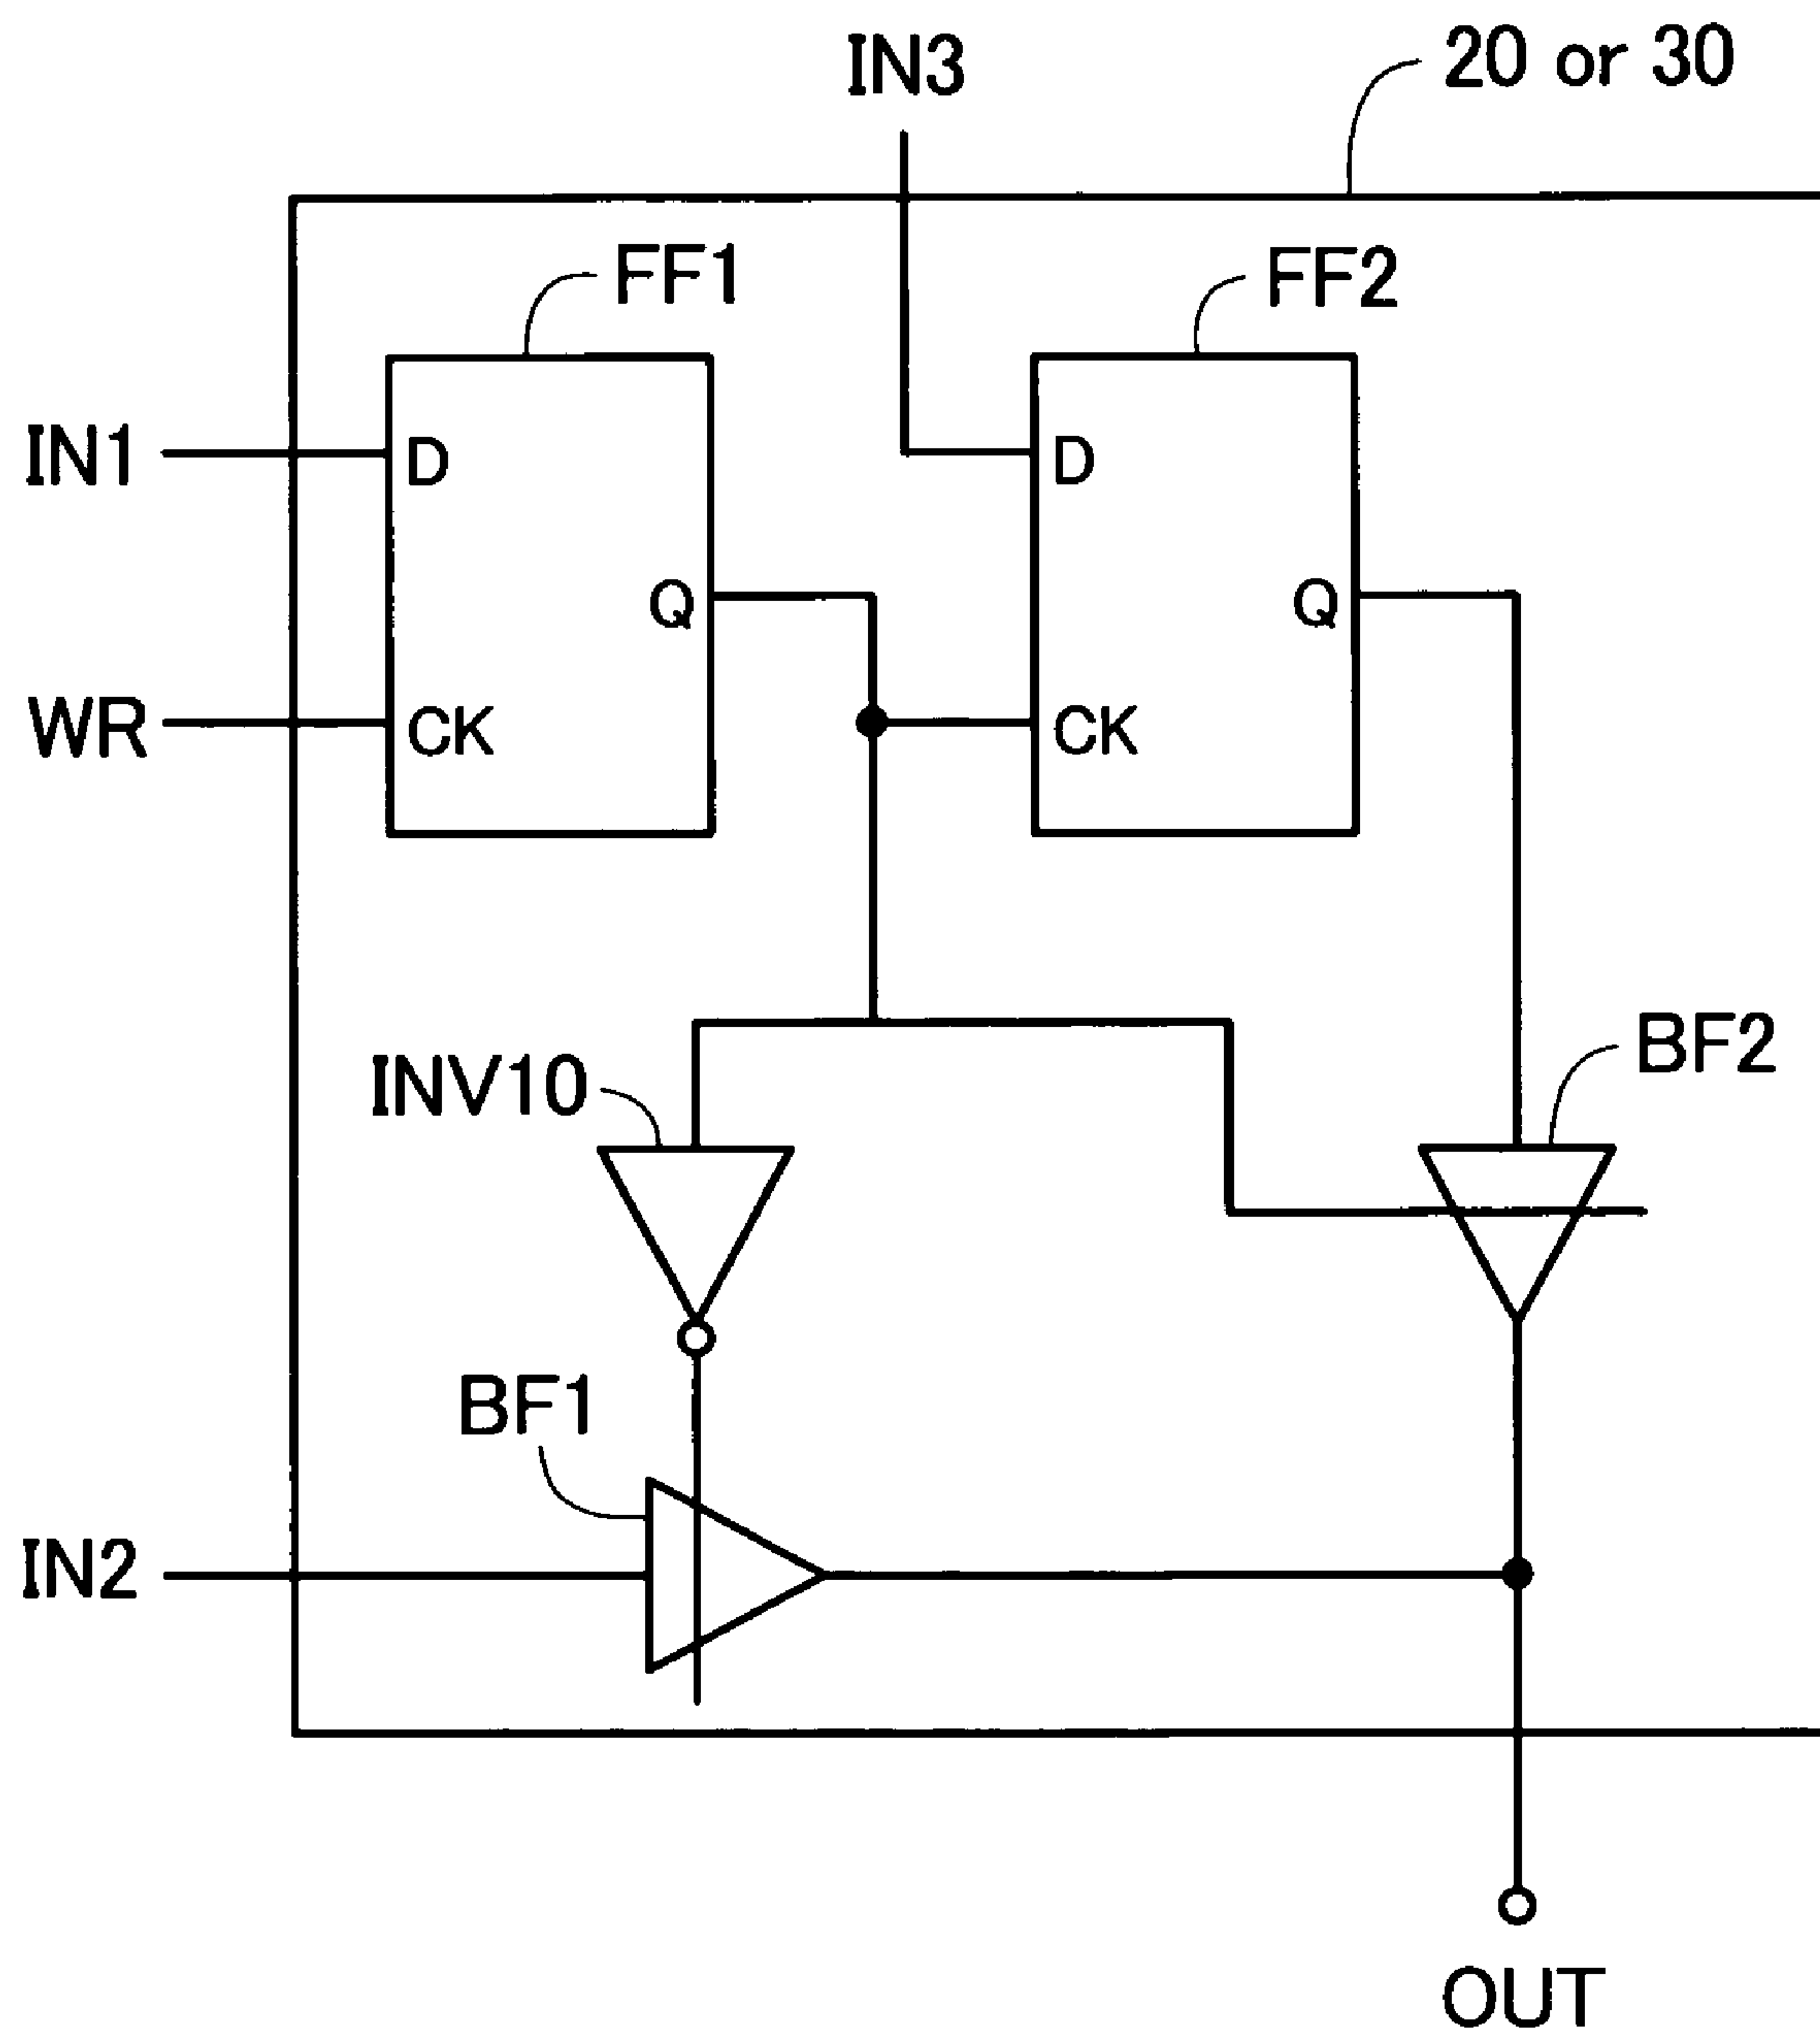 IN3
20 or 30
FF1
FF2
IN1
D
D
Q
Q
WR
CK
CK
INV10
BF2
BF1
IN2
OUT